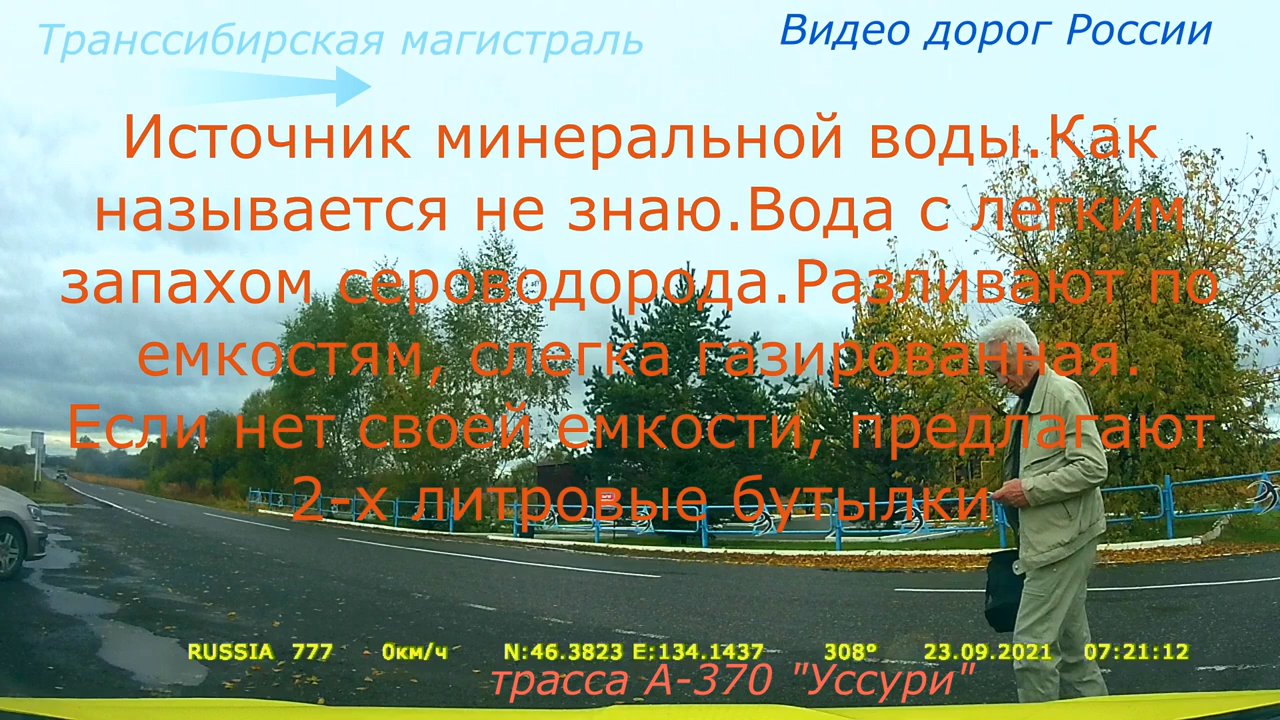 Транссибирская магистраль
Видео дорог России
Источник минеральной воды.Как
называется не знаю.Вода с легким
запахом сероводорода.Разливают по
емкостям, слегка газированная.
Если нет своей емкости, предлагают
2-х литровые бутылки
RUSSIA 777 0км/ч N:46.3823 E:134.1437 308° 23.09.2021 07:21:12
трасса А-370 "Уссури"